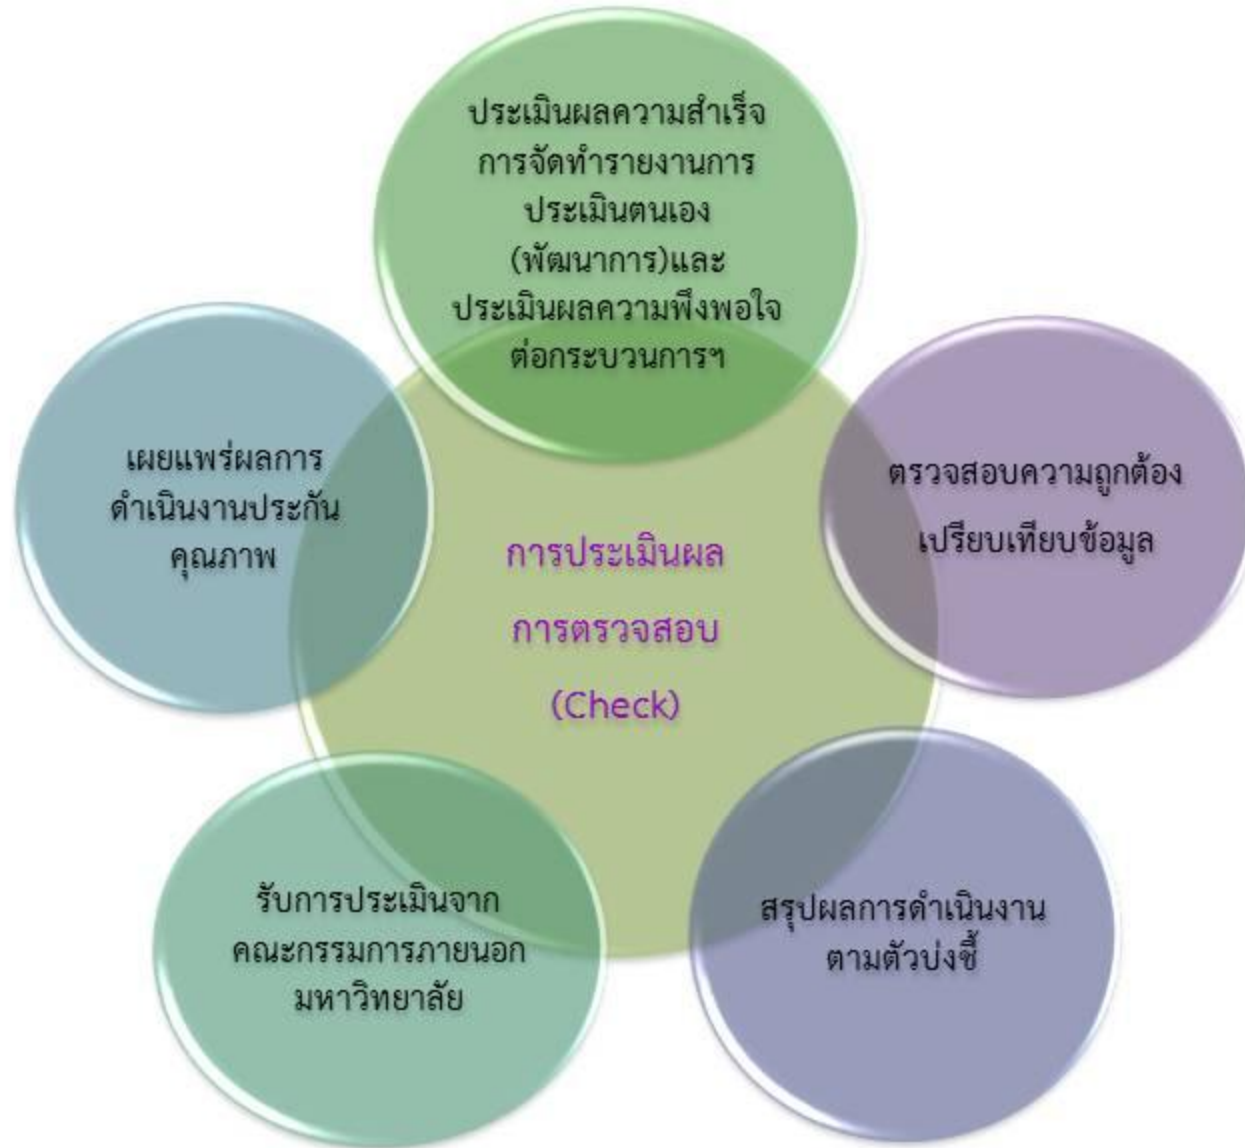 ประเมินผลความสำเร็จ
การจัดทำรายงานการ
ประเมินตนเอง
(พัฒนาการ)และ
ประเมินผลความพึงพอใจ
ต่อกระบวนการฯ
เผยแพร่ผลการ
ดำเนินงานประกัน
คุณภาพ
ตรวจสอบความถูกต้อง
เปรียบเทียบข้อมูล
การประเมินผล
การตรวจสอบ
(Check)
รับการประเมินจาก
คณะกรรมการภายนอก
มหาวิทยาลัย
สรุปผลการดำเนินงาน
ตามตัวบ่งชี้